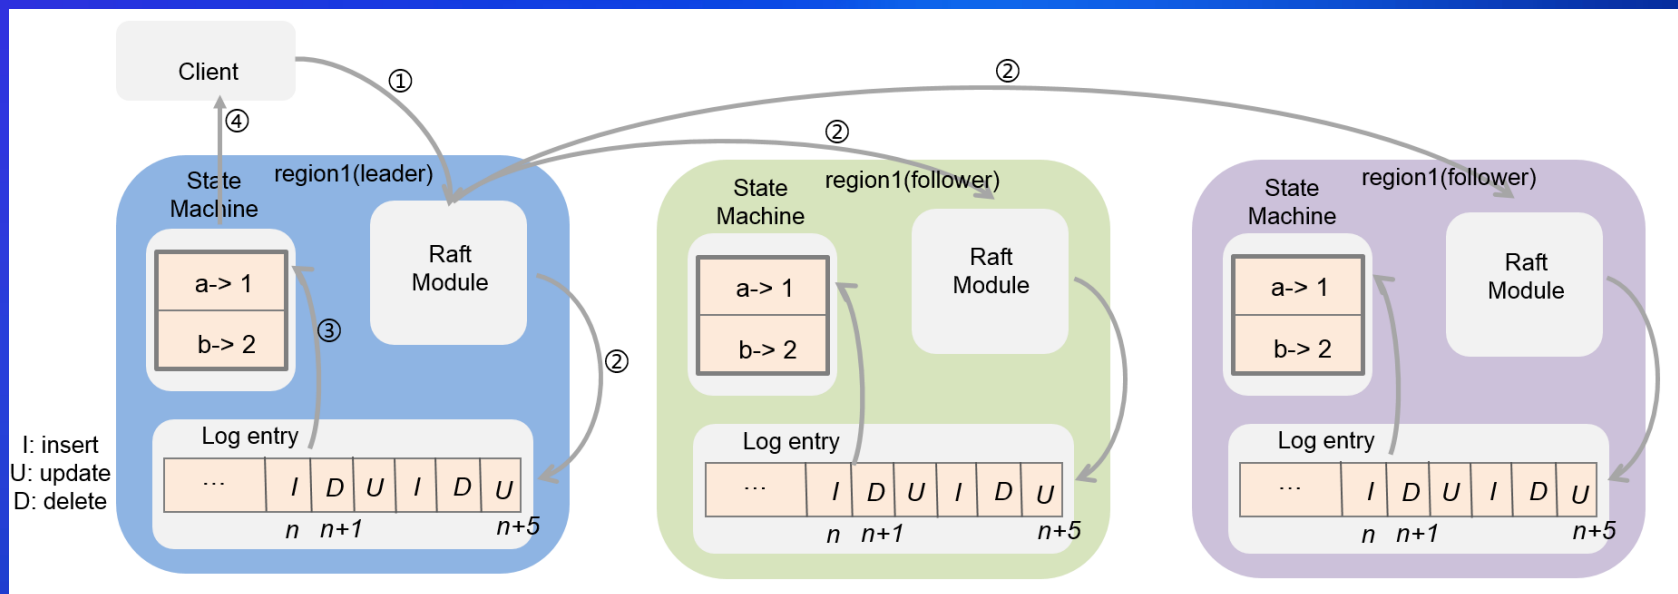 Client
①
②
②
④
region1(leader)
State
Machine
a-> 1
b-> 2
Raft
Module
③
②
Log entry
... I D U I D U
n n+1 n+5
I: insert
U: update
D: delete
region1(follower)
State
Machine
a-> 1
b-> 2
Raft
Module
Log entry
... I D U I D U
n n+1 n+5
region1(follower)
State
Machine
a-> 1
b-> 2
Raft
Module
Log entry
... I D U I D U
n n+1 n+5